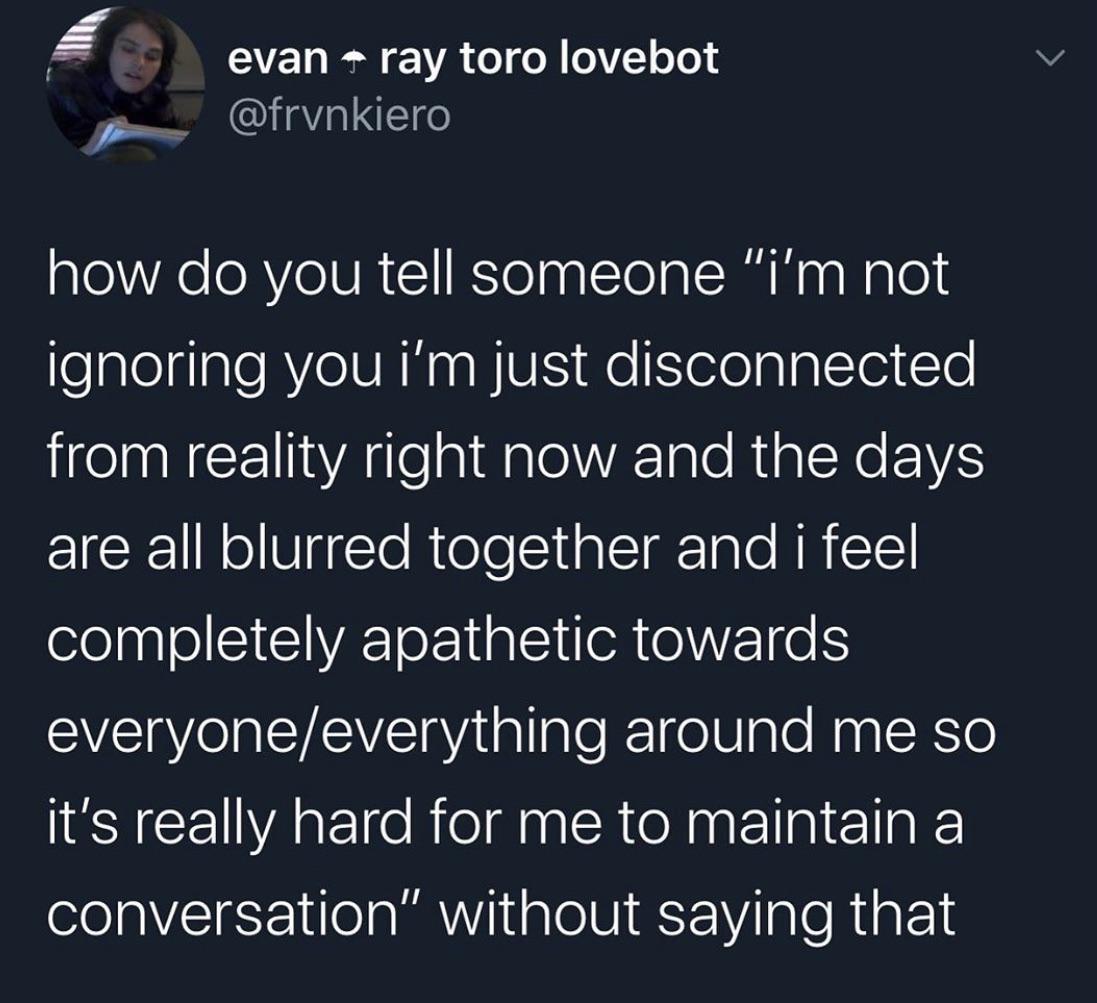 evan ☂ ray toro lovebot
@frvnkiero
how do you tell someone “i’m not
ignoring you i’m just disconnected
from reality right now and the days
are all blurred together and i feel
completely apathetic towards
everyone/everything around me so
it’s really hard for me to maintain a
conversation” without saying that